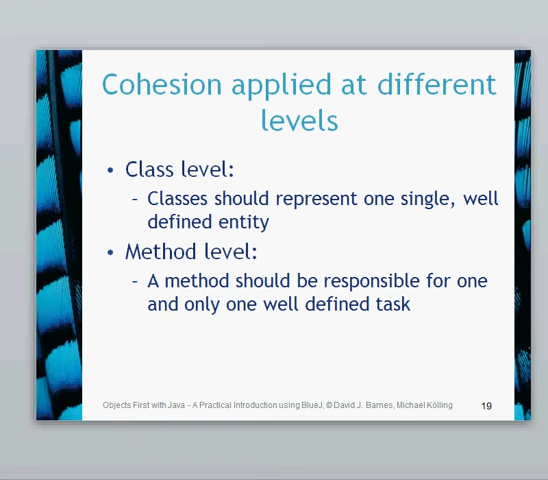 Cohesion applied at different
levels
• Class level:
- Classes should represent one single, well
defined entity
• Method level:
- A method should be responsible for one
and only one well defined task
Objects First with Java - A Practical Introduction using BlueJ, © David J. Barnes, Michael Kölling
19